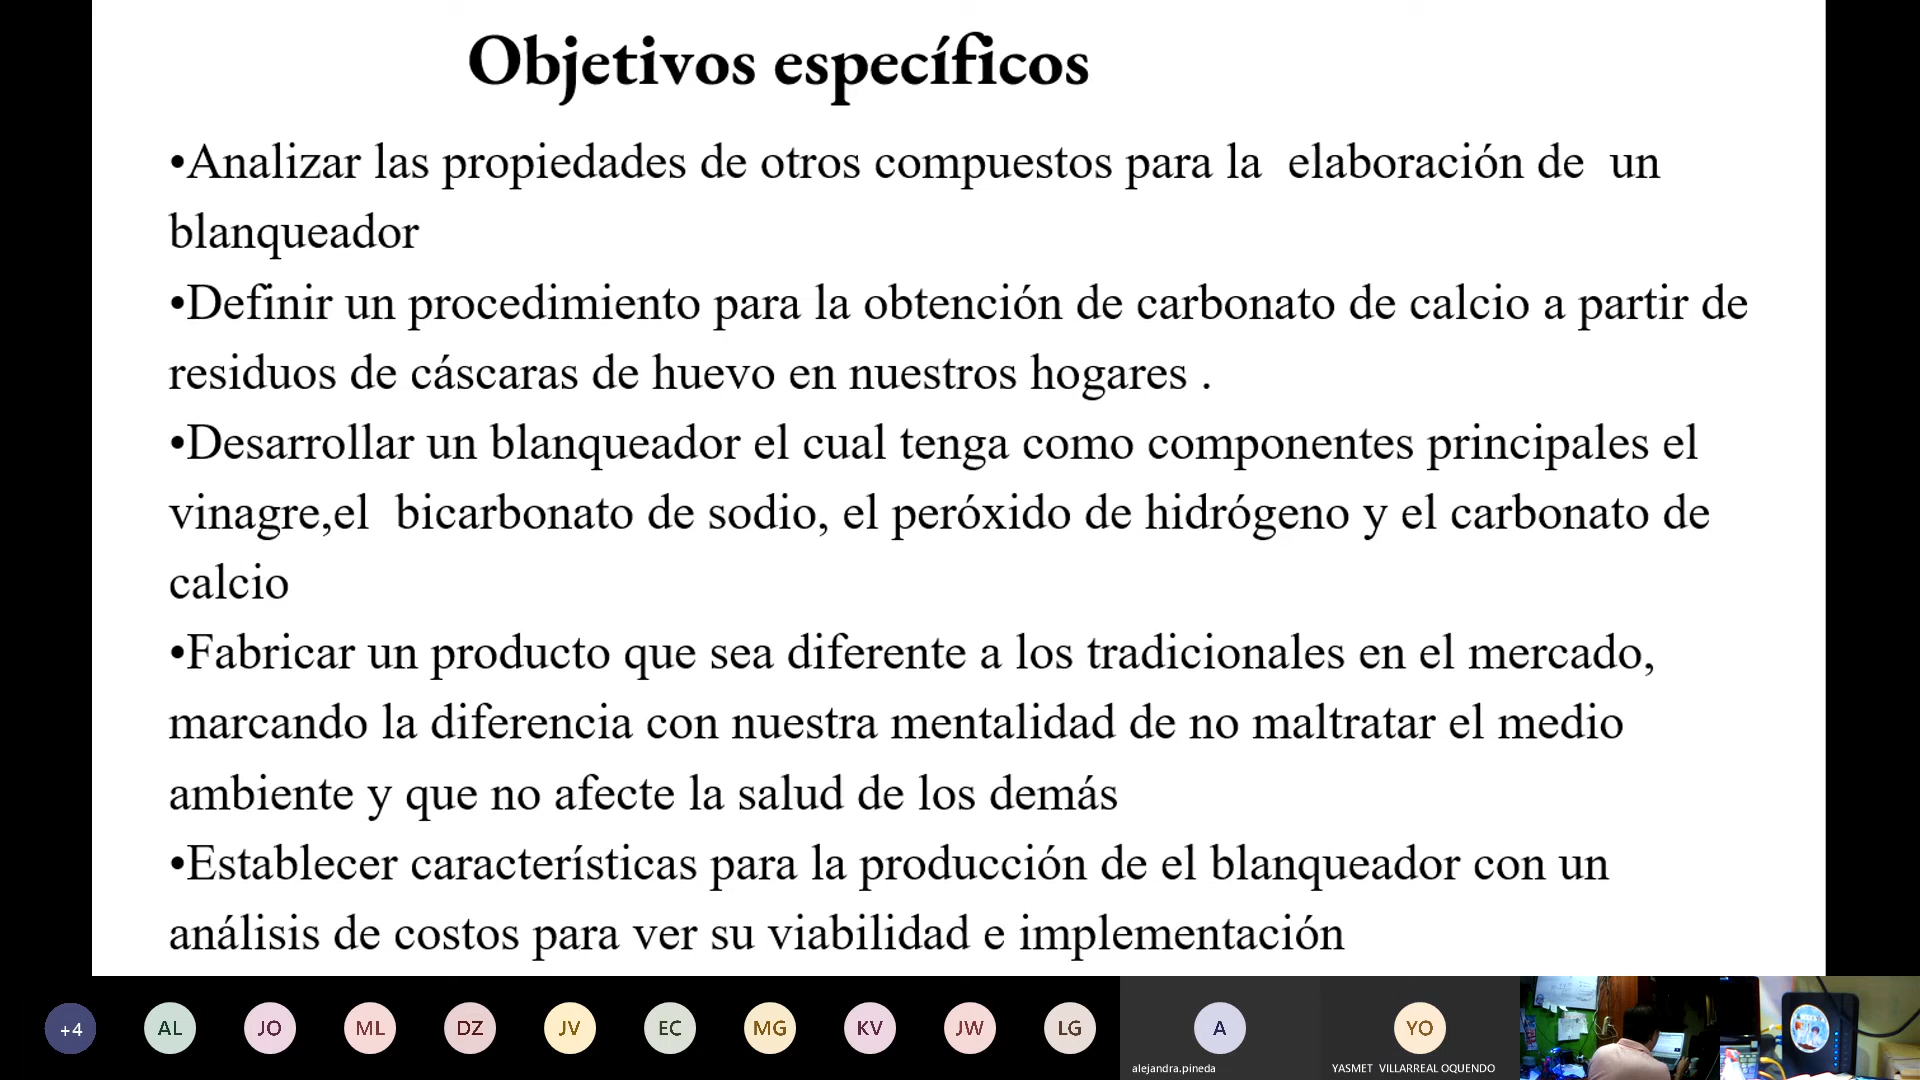 Objetivos específicos
•Analizar las propiedades de otros compuestos para la  elaboración de  un
blanqueador
•Definir un procedimiento para la obtención de carbonato de calcio a partir de
residuos de cáscaras de huevo en nuestros hogares .
•Desarrollar un blanqueador el cual tenga como componentes principales el
vinagre,el  bicarbonato de sodio, el peróxido de hidrógeno y el carbonato de
calcio
•Fabricar un producto que sea diferente a los tradicionales en el mercado,
marcando la diferencia con nuestra mentalidad de no maltratar el medio
ambiente y que no afecte la salud de los demás
•Establecer características para la producción de el blanqueador con un
análisis de costos para ver su viabilidad e implementación
+4 AL JO ML DZ JV EC MG KV JW LG A YO
alejandra.pineda YASMET  VILLARREAL OQUENDO